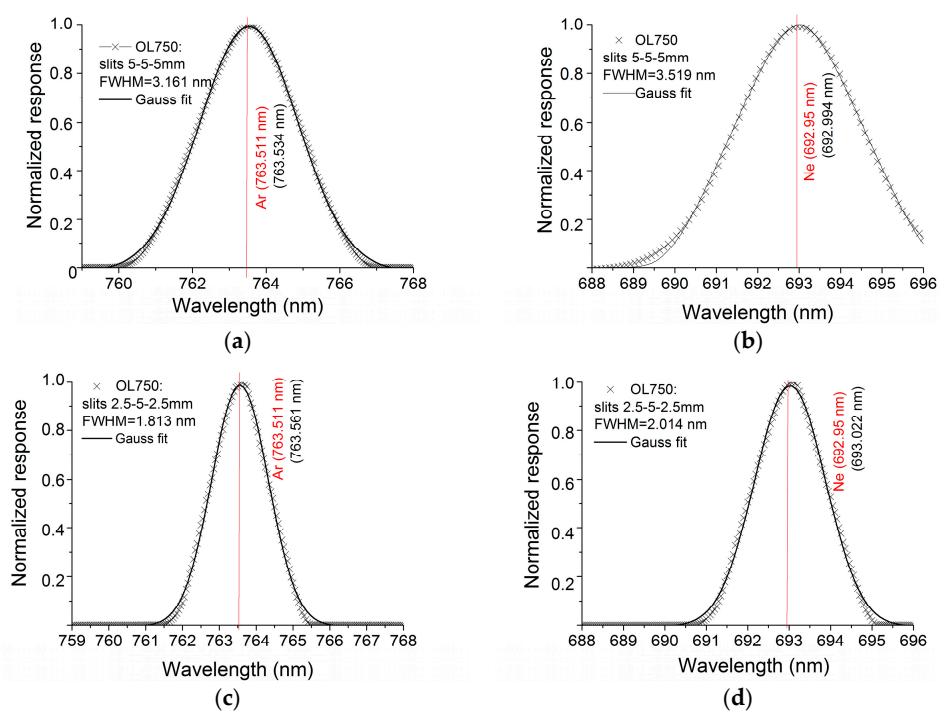 Normalized response
1.0
0.8
0.6
0.4
0.2
0
OL750:
slits 5-5-5mm
FWHM=3.161 nm
Gauss fit
Ar (763.511 nm)
(763.534 nm)
760
762
764
766
768
Wavelength (nm)
(a)
Normalized response
1.0
0.8
0.6
0.4
0.2
OL750
slits 5-5-5mm
FWHM=3.519 nm
Gauss fit
Ne (692.95 nm)
(692.994 nm)
688 689 690 691 692 693 694 695 696
Wavelength (nm)
(b)
Normalized response
1.0
0.8
0.6
0.4
0.2
OL750:
slits 2.5-5-2.5mm
FWHM=1.813 nm
Gauss fit
Ar (763.511 nm)
(763.561 nm)
759 760 761 762 763 764 765 766 767 768
Wavelength (nm)
(c)
Normalized response
1.0
0.8
0.6
0.4
0.2
OL750:
slits 2.5-5-2.5mm
FWHM=2.014 nm
Gauss fit
Ne (692.95 nm)
(693.022 nm)
688 689 690 691 692 693 694 695 696
Wavelength (nm)
(d)